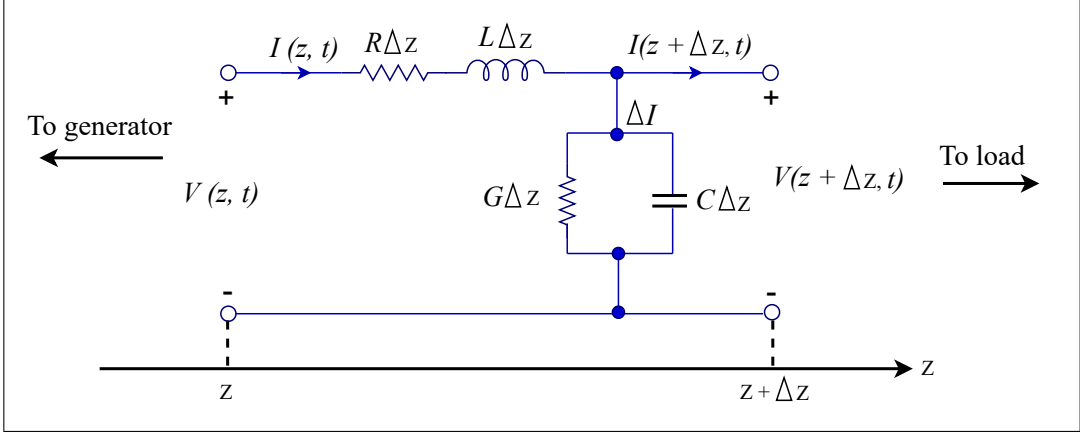 I (z, t)
RΔz
LΔz
I(z + Δz, t)
+
+
ΔI
To generator
To load
V (z, t)
GΔz
CΔz
V(z + Δz, t)
-
-
z
z
z + Δz